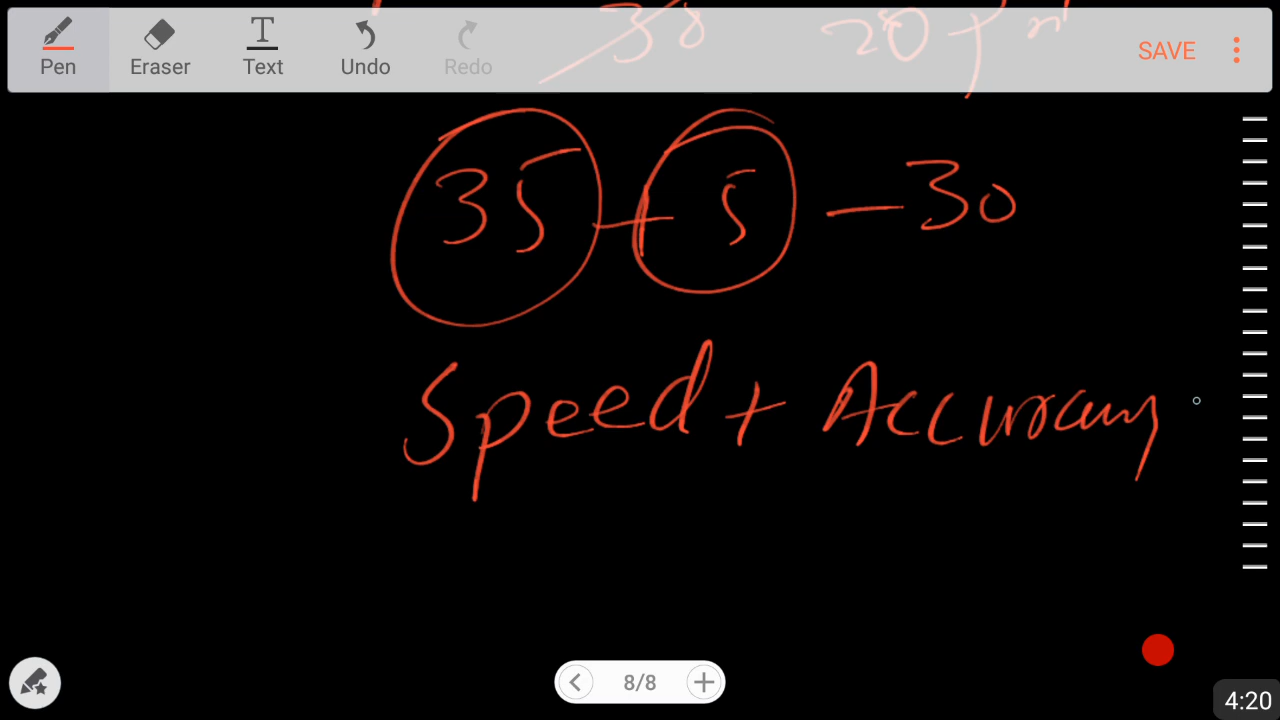 Pen Eraser Text Undo Redo SAVE
35 - 5 - 30
Speed + Accuracy
8/8
4:20